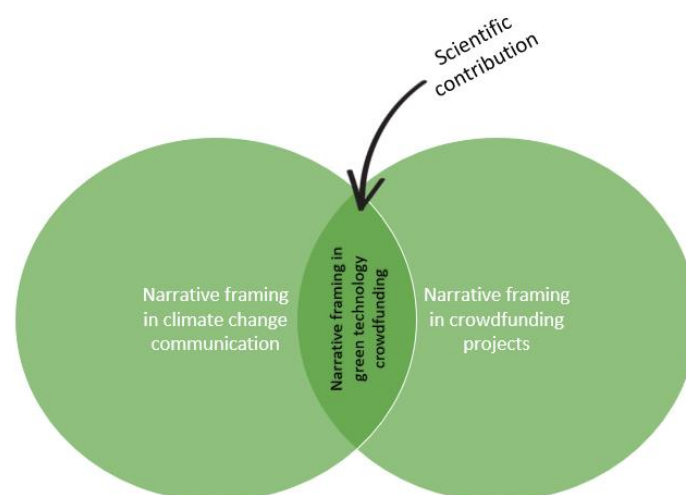 Scientific
contribution
Narrative framing
in climate change
communication
Narrative framing in
green technology
crowdfunding
Narrative framing
in crowdfunding
projects